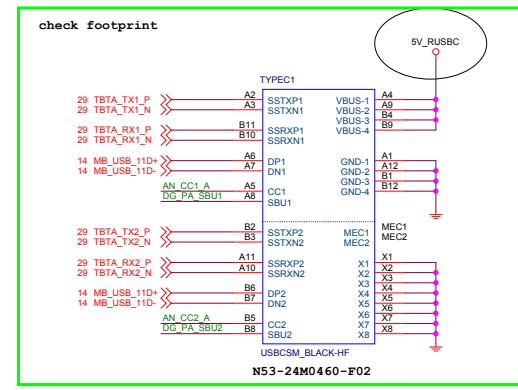 check footprint
5V_RUSBC
TYPEC1
29 TBTA_TX1_P A2 SSTXP1 VBUS-1 A4
29 TBTA_TX1_N A3 SSTXN1 VBUS-2 A9
VBUS-3 B4
29 TBTA_RX1_P B11 SSRXP1 VBUS-4 B9
29 TBTA_RX1_N B10 SSRXN1
14 MB_USB_11D+ A6 DP1 GND-1 A1
14 MB_USB_11D- A7 DN1 GND-2 A12
GND-3 B1
AN_CC1_A A5 CC1 GND-4 B12
DG_PA_SBU1 A8 SBU1
29 TBTA_TX2_P B2 SSTXP2 MEC1 MEC1
29 TBTA_TX2_N B3 SSTXN2 MEC2 MEC2
29 TBTA_RX2_P A11 SSRXP2 X1 X1
29 TBTA_RX2_N A10 SSRXN2 X2 X2
X3 X3
14 MB_USB_11D+ B6 DP2 X4 X4
14 MB_USB_11D- B7 DN2 X5 X5
X6 X6
AN_CC2_A B5 CC2 X7 X7
DG_PA_SBU2 B8 SBU2 X8 X8
USBCSM_BLACK-HF
N53-24M0460-F02